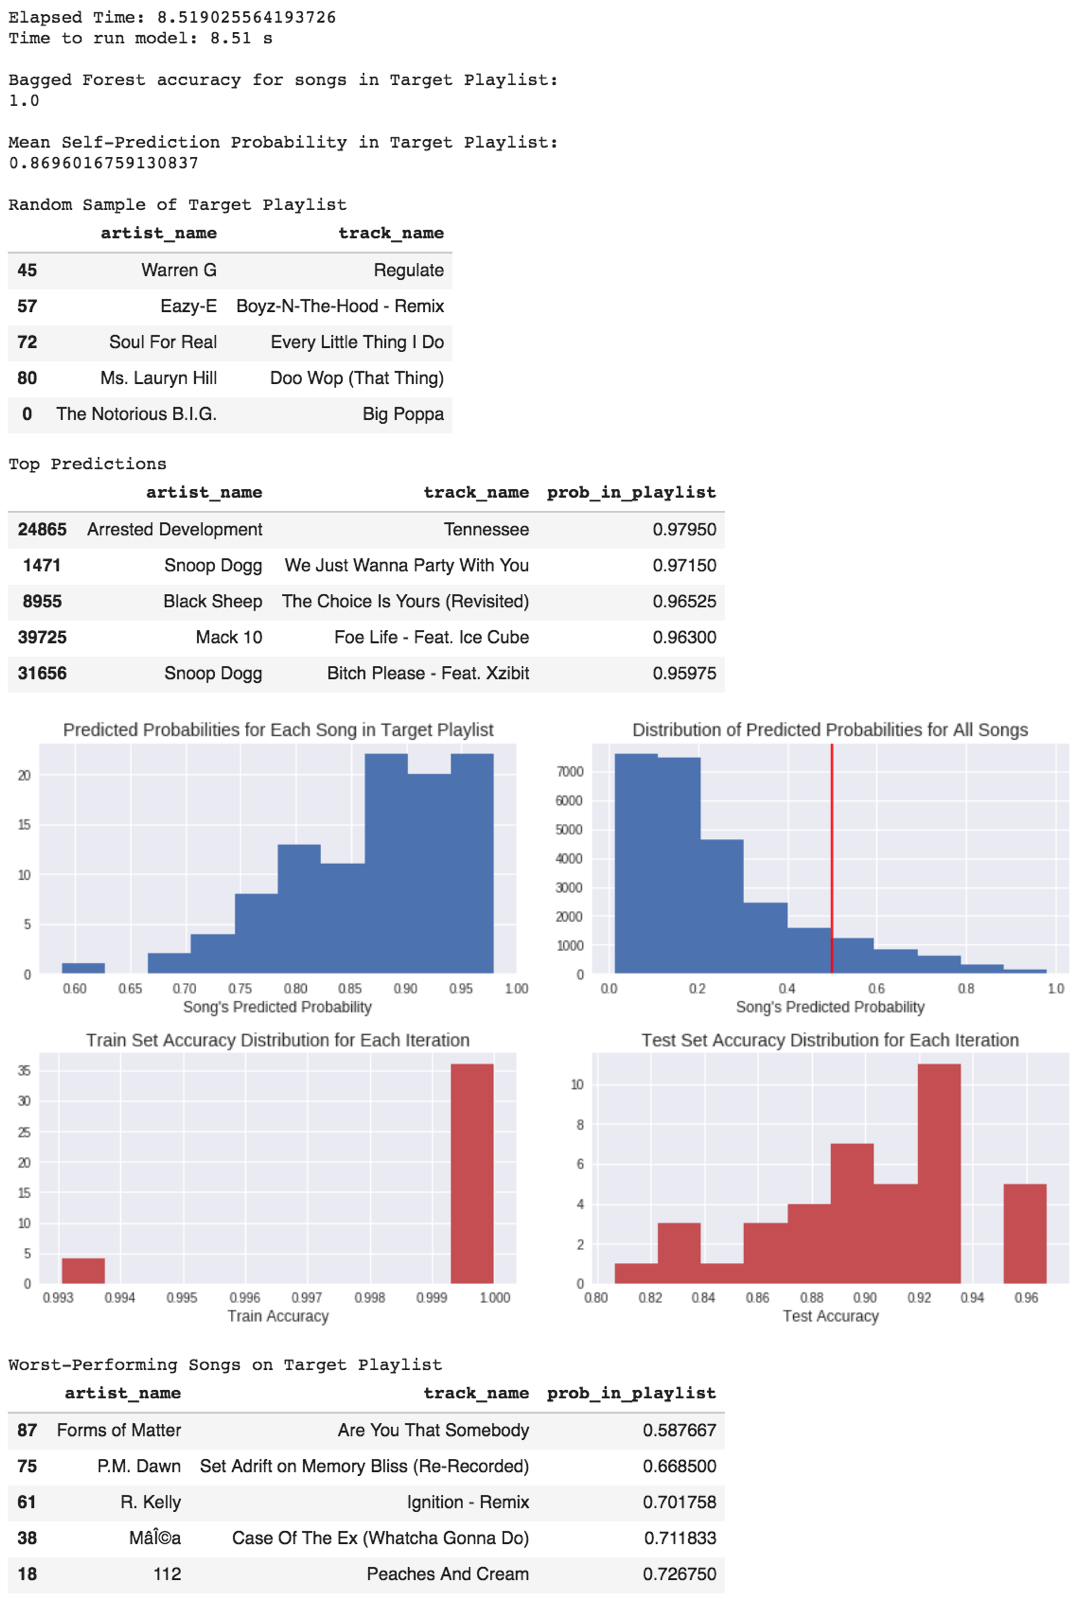 Elapsed Time: 8.519025564193726
Time to run model: 8.51 s
Bagged Forest accuracy for songs in Target Playlist:
1.0
Mean Self-Prediction Probability in Target Playlist:
0.8696016759130837
Random Sample of Target Playlist
artist_name track_name
45 Warren G Regulate
57 Eazy-E Boyz-N-The-Hood - Remix
72 Soul For Real Every Little Thing I Do
80 Ms. Lauryn Hill Doo Wop (That Thing)
0 The Notorious B.I.G. Big Poppa
Top Predictions
artist_name track_name prob_in_playlist
24865 Arrested Development Tennessee 0.97950
1471 Snoop Dogg We Just Wanna Party With You 0.97150
8955 Black Sheep The Choice Is Yours (Revisited) 0.96525
39725 Mack 10 Foe Life - Feat. Ice Cube 0.96300
31656 Snoop Dogg Bitch Please - Feat. Xzibit 0.95975
Predicted Probabilities for Each Song in Target Playlist
20
15
10
5
0
0.60 0.65 0.70 0.75 0.80 0.85 0.90 0.95 1.00
Song's Predicted Probability
Distribution of Predicted Probabilities for All Songs
7000
6000
5000
4000
3000
2000
1000
0
0.0 0.2 0.4 0.6 0.8 1.0
Song's Predicted Probability
Train Set Accuracy Distribution for Each Iteration
35
30
25
20
15
10
5
0
0.993 0.994 0.995 0.996 0.997 0.998 0.999 1.000
Train Accuracy
Test Set Accuracy Distribution for Each Iteration
10
8
6
4
2
0
0.80 0.82 0.84 0.86 0.88 0.90 0.92 0.94 0.96
Test Accuracy
Worst-Performing Songs on Target Playlist
artist_name track_name prob_in_playlist
87 Forms of Matter Are You That Somebody 0.587667
75 P.M. Dawn Set Adrift on Memory Bliss (Re-Recorded) 0.668500
61 R. Kelly Ignition - Remix 0.701758
38 MâÎ©a Case Of The Ex (Whatcha Gonna Do) 0.711833
18 112 Peaches And Cream 0.726750